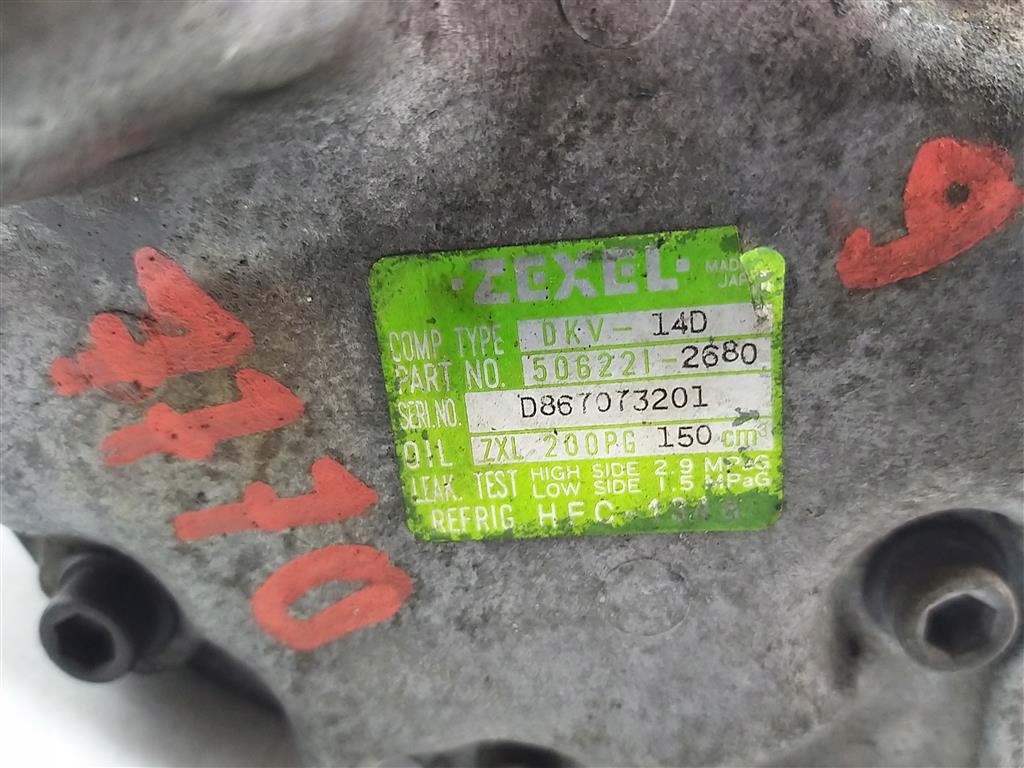 ·ZEXEL·
MADE
JAPAN
COMP. TYPE DKV-14D
PART NO. 506221-2680
SERI.NO. D867073201
OIL ZXL 200PG 150 cm³
LEAK. TEST HIGH SIDE 2.9 MPaG
LOW SIDE 1.5 MPaG
REFRIG HFC-134a
9